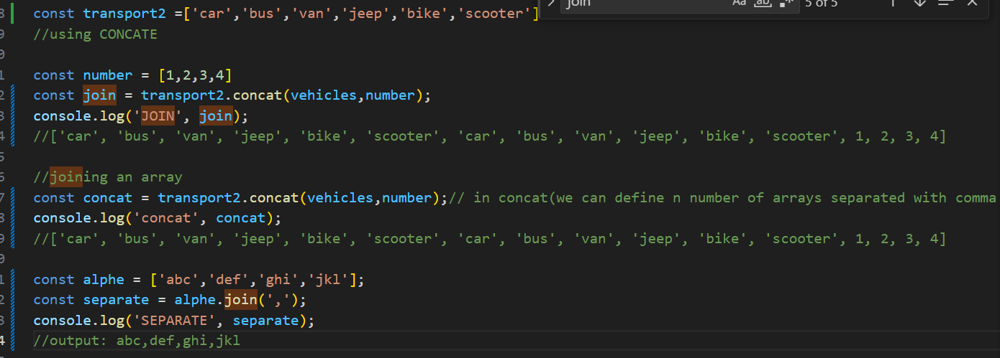 const transport2 =['car','bus','van','jeep','bike','scooter']
join
Aa ab 5 of 5
//using CONCATE
const number = [1,2,3,4]
const join = transport2.concat(vehicles,number);
console.log('JOIN', join);
//['car', 'bus', 'van', 'jeep', 'bike', 'scooter', 'car', 'bus', 'van', 'jeep', 'bike', 'scooter', 1, 2, 3, 4]
//joining an array
const concat = transport2.concat(vehicles,number);// in concat(we can define n number of arrays separated with comma
console.log('concat', concat);
//['car', 'bus', 'van', 'jeep', 'bike', 'scooter', 'car', 'bus', 'van', 'jeep', 'bike', 'scooter', 1, 2, 3, 4]
const alphe = ['abc','def','ghi','jkl'];
const separate = alphe.join(',');
console.log('SEPARATE', separate);
//output: abc,def,ghi,jkl